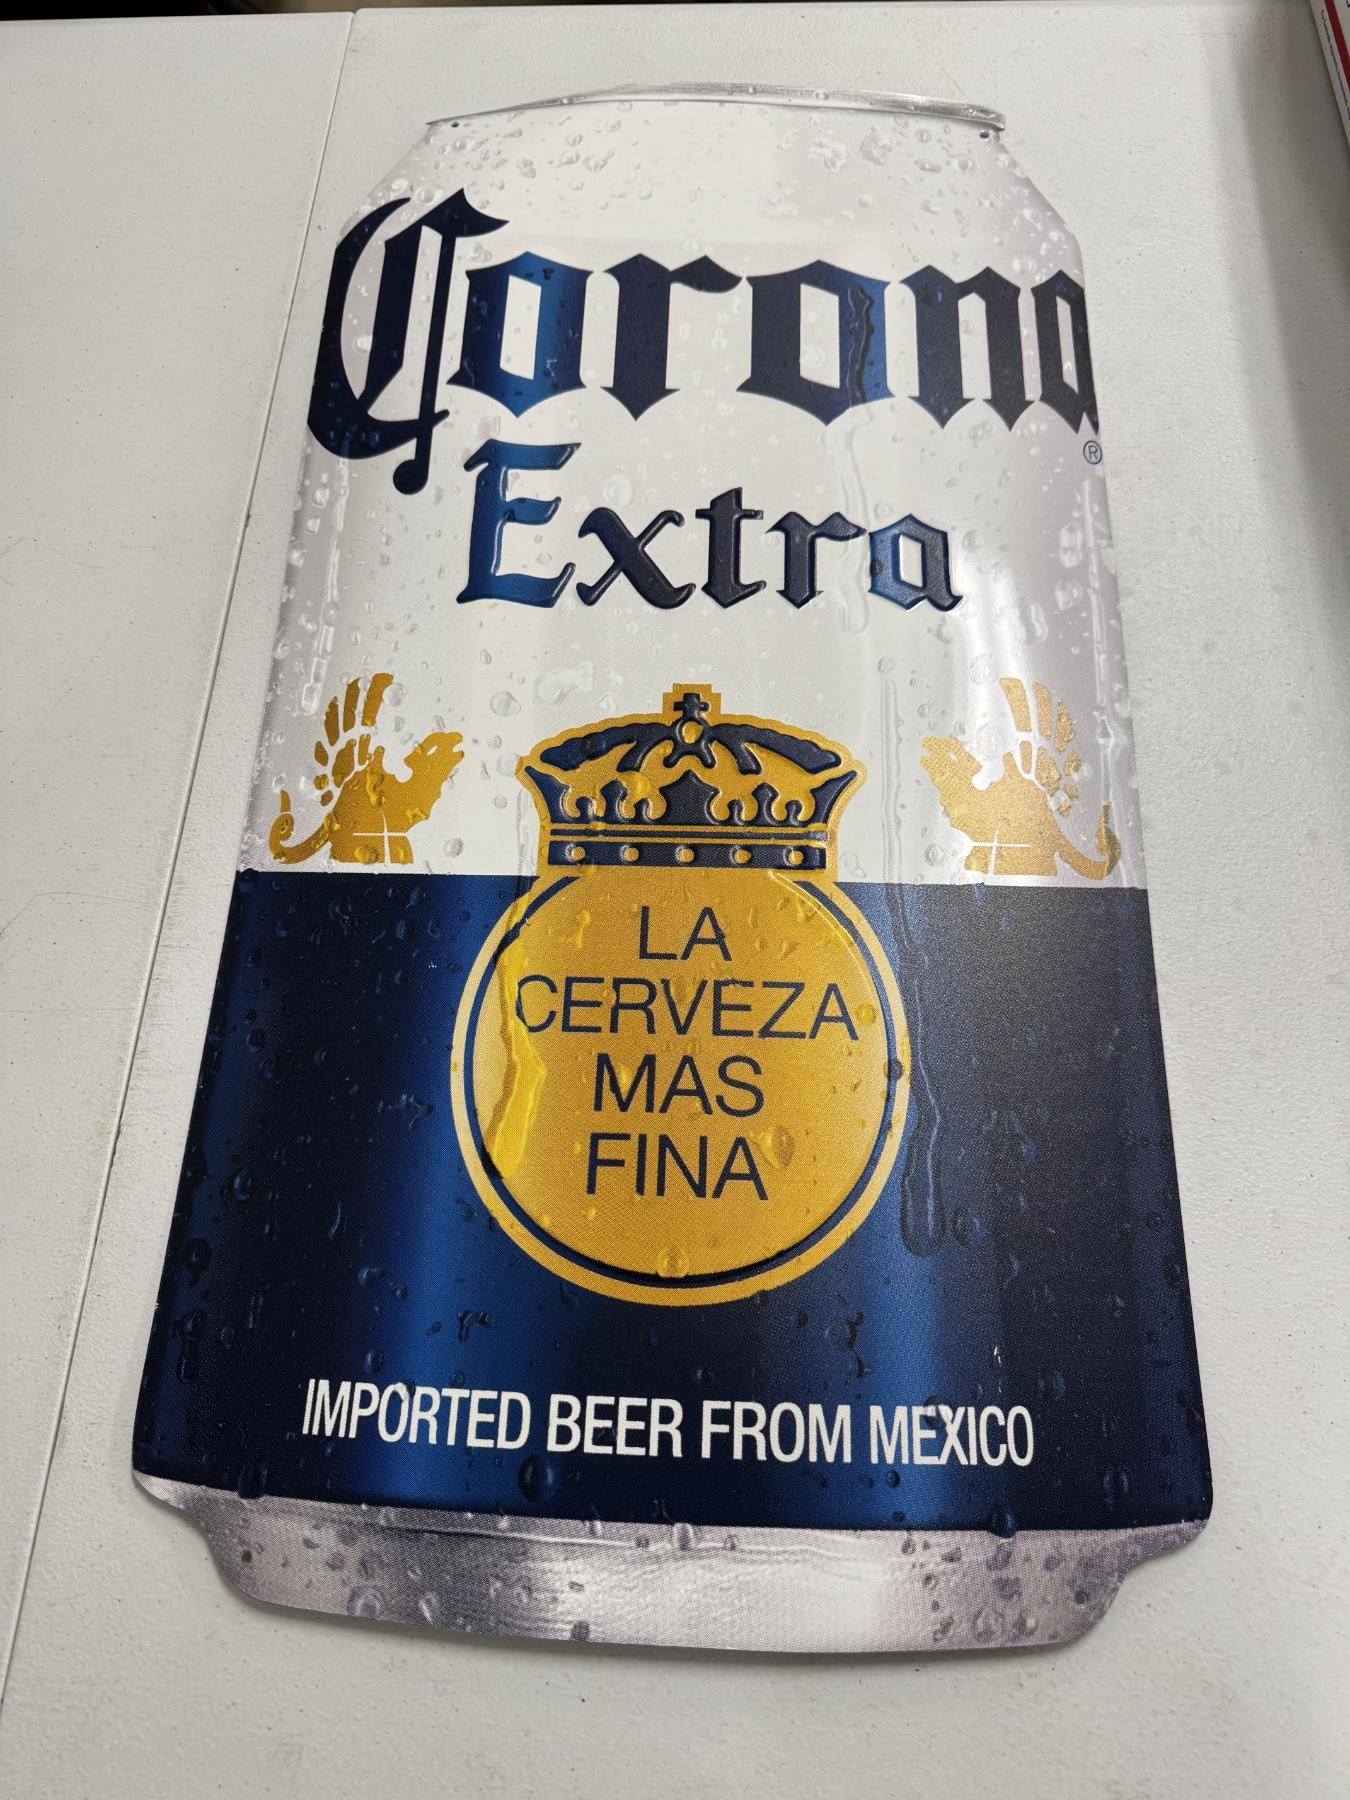 Corona
®
Extra
LA
CERVEZA
MAS
FINA
IMPORTED BEER FROM MEXICO